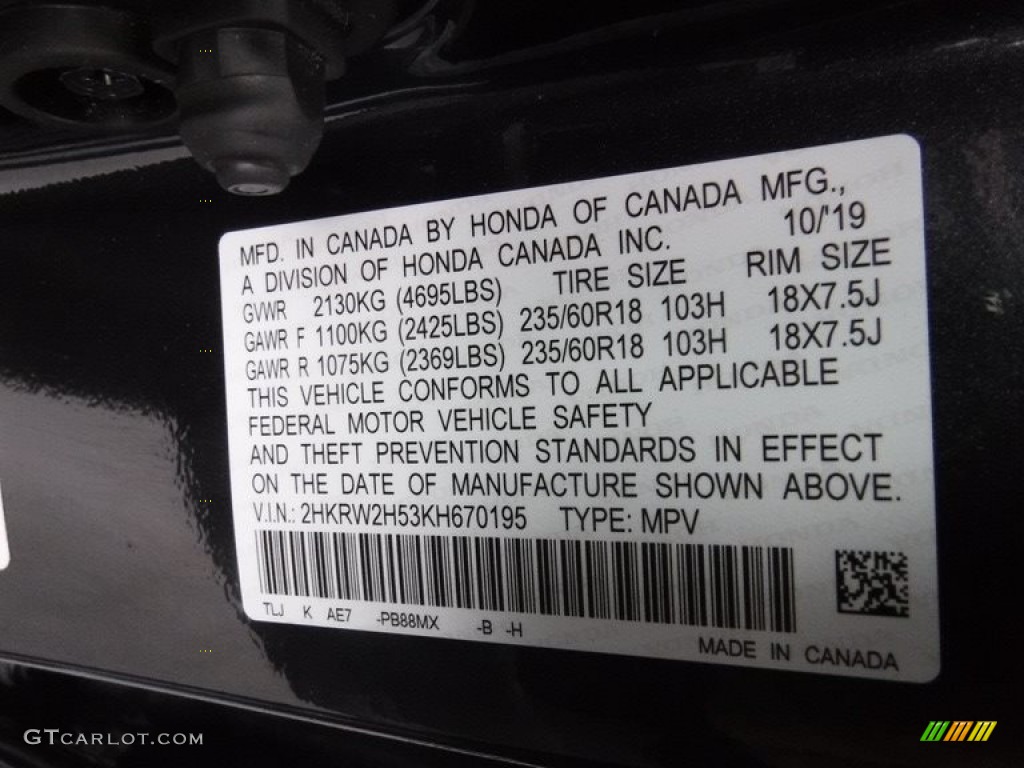 MFD. IN CANADA BY HONDA OF CANADA MFG.,
A DIVISION OF HONDA CANADA INC. 10/'19
GVWR 2130KG (4695LBS) TIRE SIZE RIM SIZE
GAWR F 1100KG (2425LBS) 235/60R18 103H 18X7.5J
GAWR R 1075KG (2369LBS) 235/60R18 103H 18X7.5J
THIS VEHICLE CONFORMS TO ALL APPLICABLE
FEDERAL MOTOR VEHICLE SAFETY
AND THEFT PREVENTION STANDARDS IN EFFECT
ON THE DATE OF MANUFACTURE SHOWN ABOVE.
V.I.N.: 2HKRW2H53KH670195 TYPE: MPV
TLJ K AE7 -PB88MX -B -H
MADE IN CANADA
GTCARLOT.COM